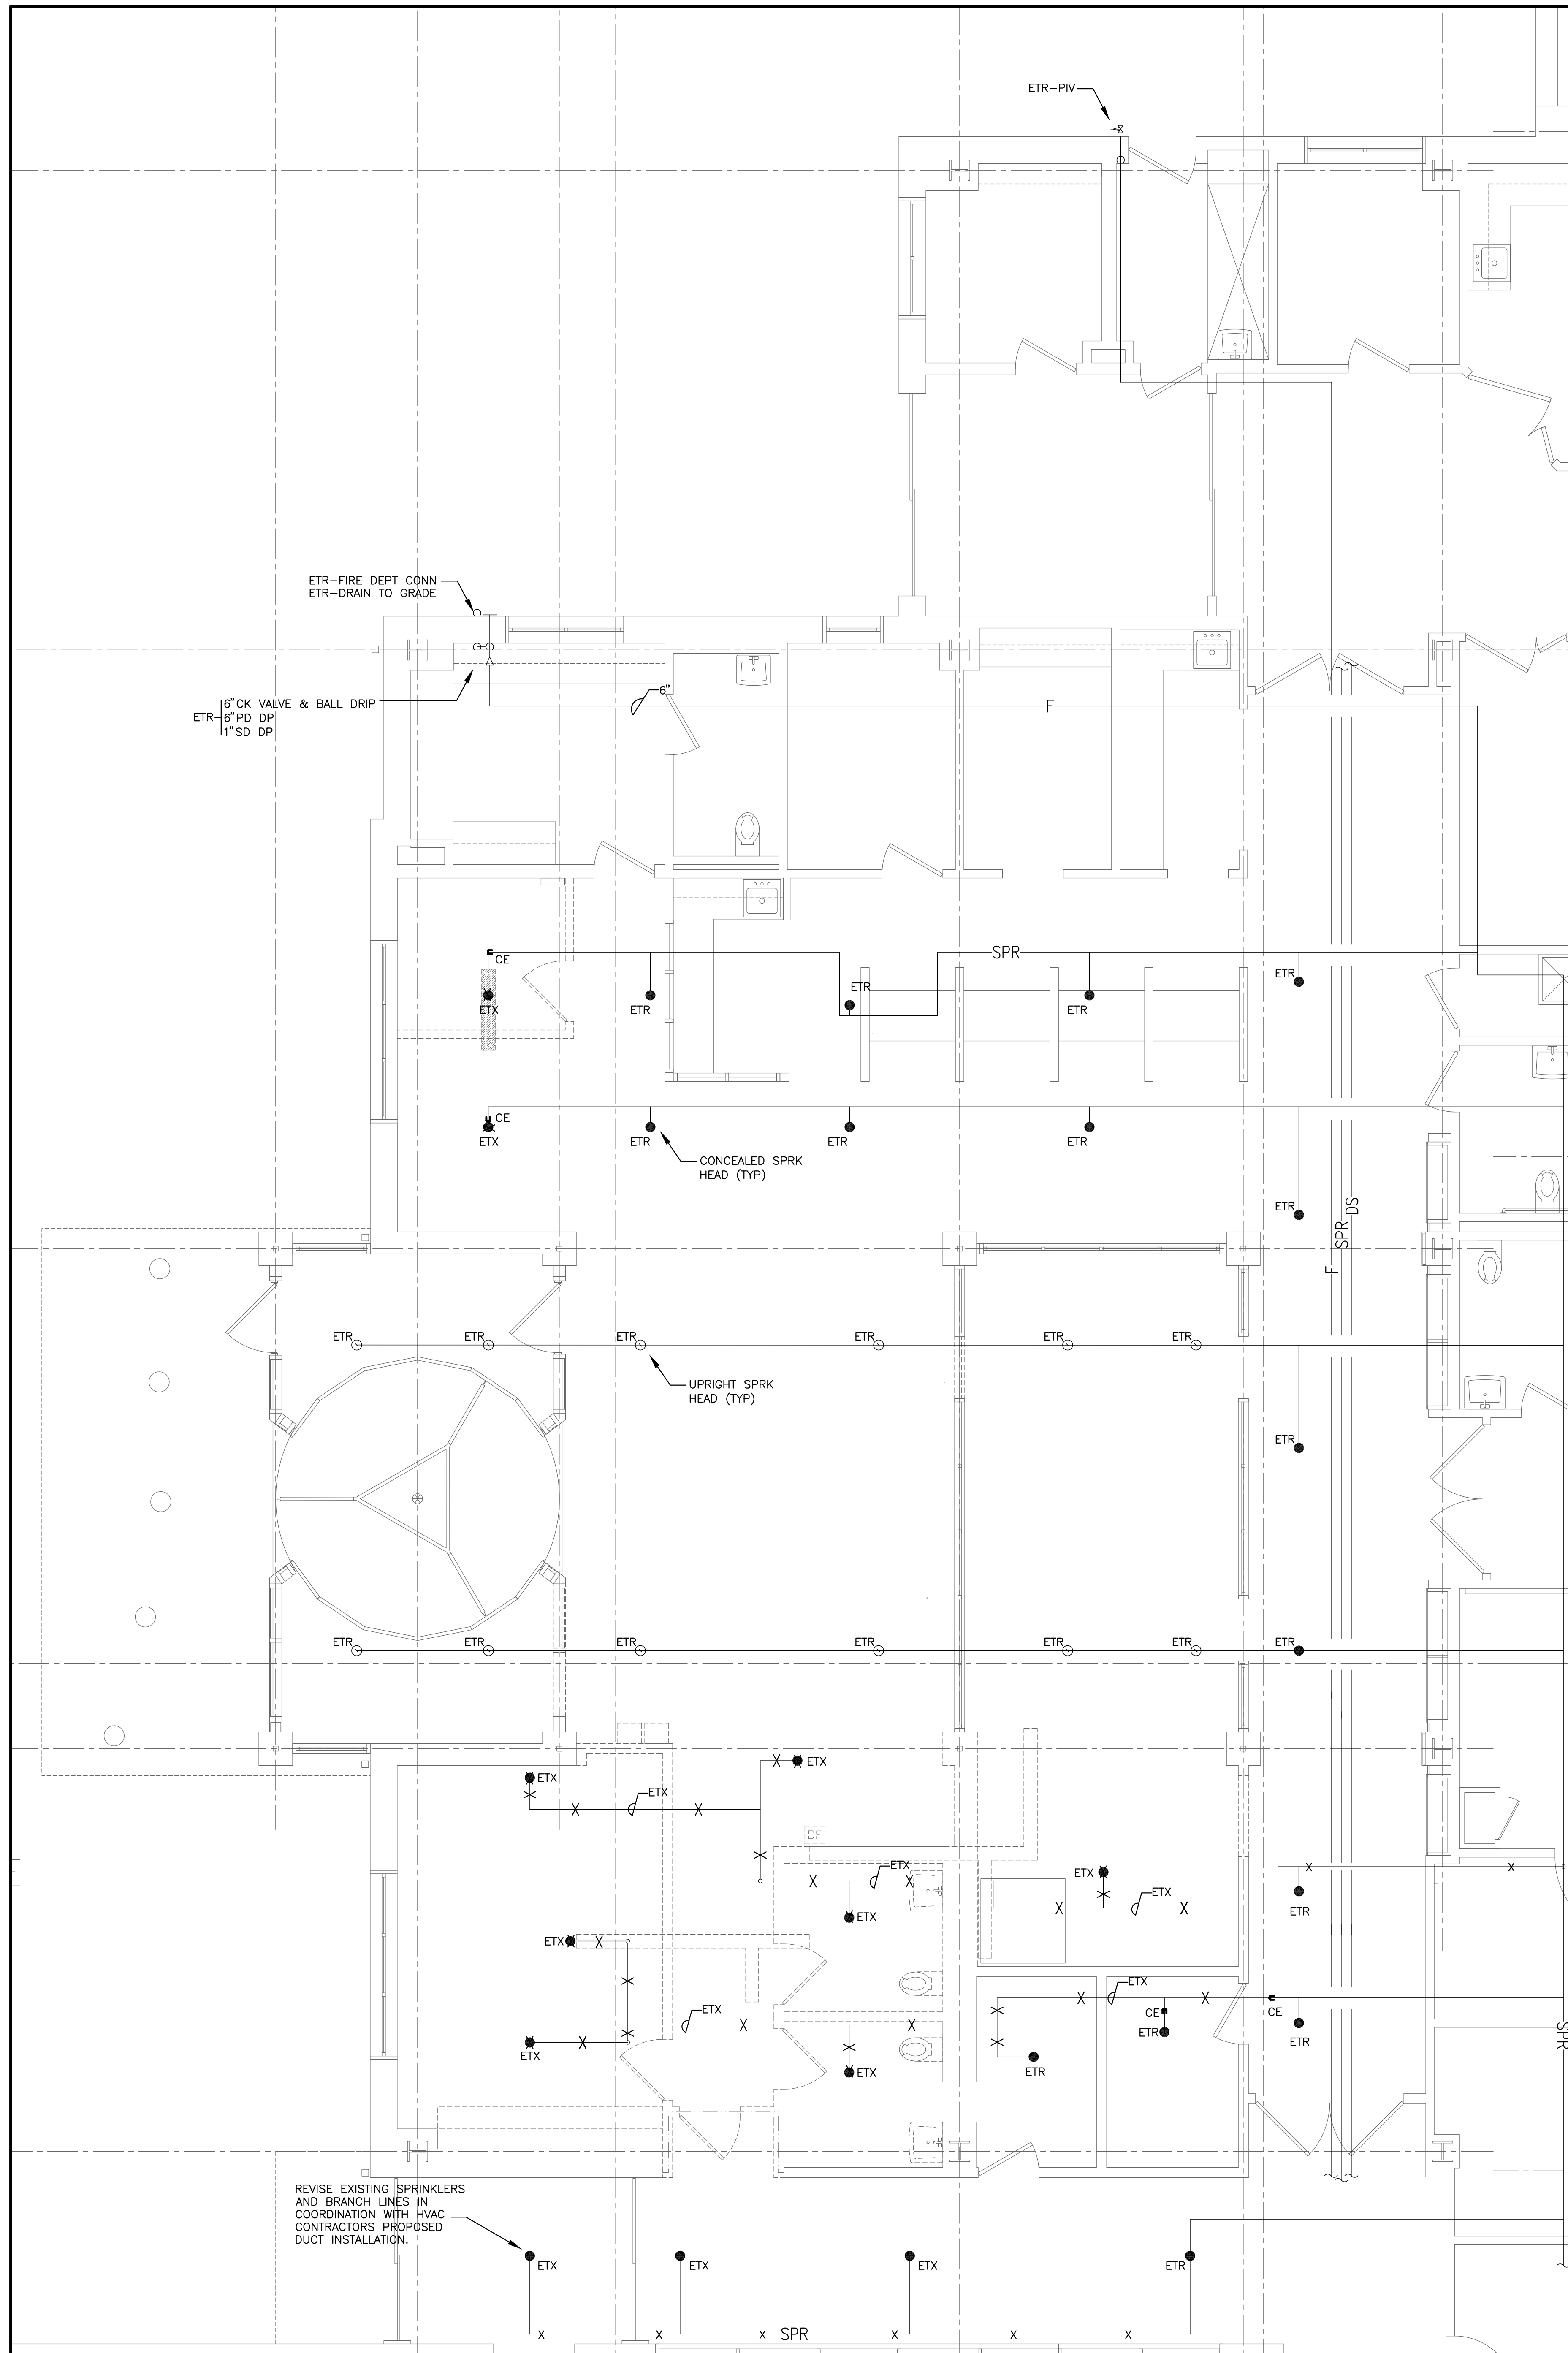 ETR-PIV
ETR-FIRE DEPT CONN
ETR-DRAIN TO GRADE
6" CK VALVE & BALL DRIP
ETR 6" PD DP
1" SD DP
6"
F
SPR
CE
ETX
ETR
ETR
ETR
ETR
CE
ETX
ETR
ETR
ETR
CONCEALED SPRK
HEAD (TYP)
ETR
DS
SPR
F
ETR
ETR
ETR
ETR
ETR
ETR
UPRIGHT SPRK
HEAD (TYP)
ETR
ETR
ETR
ETR
ETR
ETR
ETR
ETR
ETX
ETX
ETX
DF
ETX
ETX
ETX
ETX
ETR
ETX
ETX
ETX
CE
ETR
CE
ETR
ETX
ETX
ETR
SPR
REVISE EXISTING SPRINKLERS
AND BRANCH LINES IN
COORDINATION WITH HVAC
CONTRACTORS PROPOSED
DUCT INSTALLATION.
ETX
ETX
ETX
ETR
SPR